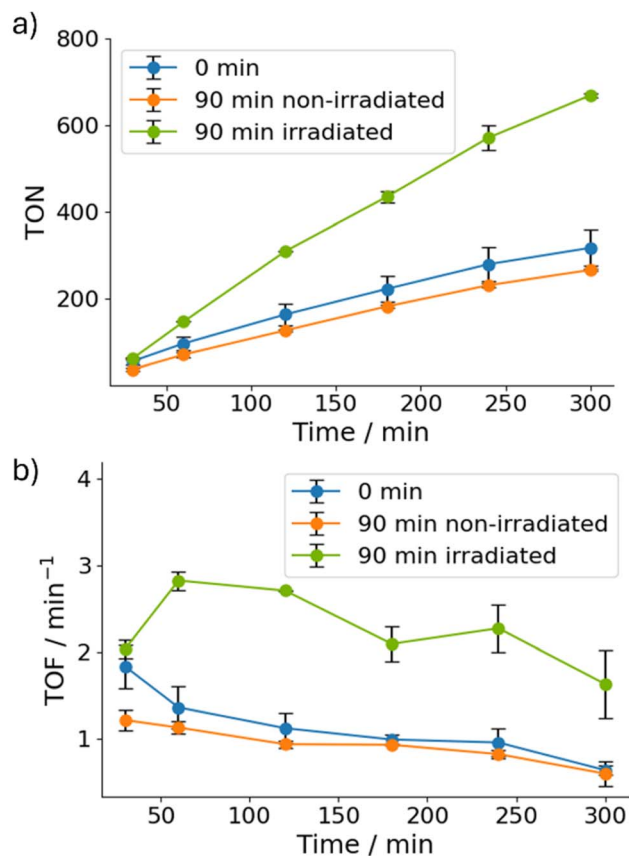 a)
800
600
400
200
TON
0 min
90 min non-irradiated
90 min irradiated
50 100 150 200 250 300
Time / min
b)
4
3
2
1
TOF / min⁻¹
0 min
90 min non-irradiated
90 min irradiated
50 100 150 200 250 300
Time / min